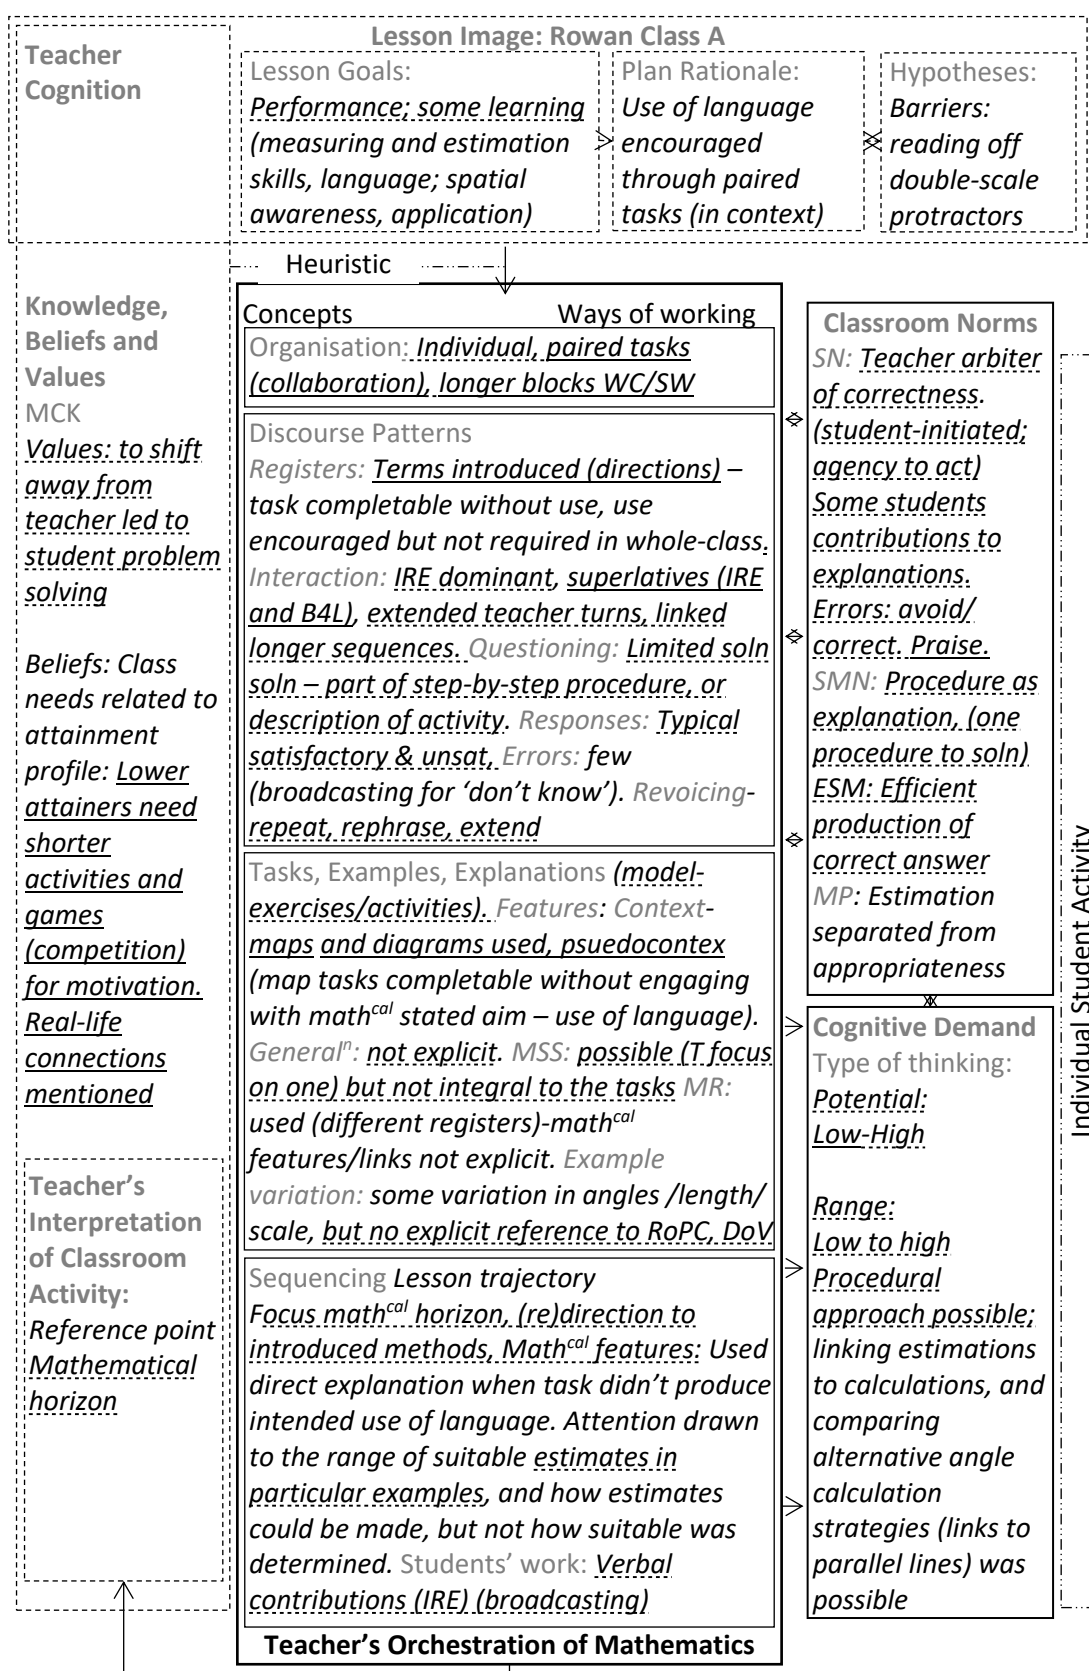 Lesson Image: Rowan Class A
Teacher
Cognition
Lesson Goals:
Performance; some learning
(measuring and estimation
skills, language; spatial
awareness, application)
Plan Rationale:
Use of language
encouraged
through paired
tasks (in context)
Hypotheses:
Barriers:
reading off
double-scale
protractors
Heuristic
Knowledge,
Beliefs and
Values
MCK
Values: to shift
away from
teacher led to
student problem
solving
Beliefs: Class
needs related to
attainment
profile: Lower
attainers need
shorter
activities and
games
(competition)
for motivation.
Real-life
connections
mentioned
Teacher's
Interpretation
of Classroom
Activity:
Reference point
Mathematical
horizon
Concepts Ways of working
Organisation: Individual, paired tasks
(collaboration), longer blocks WC/SW
Discourse Patterns
Registers: Terms introduced (directions) –
task completable without use, use
encouraged but not required in whole-class.
Interaction: IRE dominant, superlatives (IRE
and B4L), extended teacher turns, linked
longer sequences. Questioning: Limited soln
soln – part of step-by-step procedure, or
description of activity. Responses: Typical
satisfactory & unsat, Errors: few
(broadcasting for 'don't know'). Revoicing-
repeat, rephrase, extend
Tasks, Examples, Explanations (model-
exercises/activities). Features: Context-
maps and diagrams used, psuedocontex
(map tasks completable without engaging
with math^cal stated aim – use of language).
General^n: not explicit. MSS: possible (T focus
on one) but not integral to the tasks MR:
used (different registers)-math^cal
features/links not explicit. Example
variation: some variation in angles /length/
scale, but no explicit reference to RoPC, DoV
Sequencing Lesson trajectory
Focus math^cal horizon, (re)direction to
introduced methods, Math^cal features: Used
direct explanation when task didn't produce
intended use of language. Attention drawn
to the range of suitable estimates in
particular examples, and how estimates
could be made, but not how suitable was
determined. Students' work: Verbal
contributions (IRE) (broadcasting)
Teacher's Orchestration of Mathematics
Classroom Norms
SN: Teacher arbiter
of correctness.
(student-initiated;
agency to act)
Some students
contributions to
explanations.
Errors: avoid/
correct. Praise.
SMN: Procedure as
explanation, (one
procedure to soln)
ESM: Efficient
production of
correct answer
MP: Estimation
separated from
appropriateness
Cognitive Demand
Type of thinking:
Potential:
Low-High
Range:
Low to high
Procedural
approach possible;
linking estimations
to calculations, and
comparing
alternative angle
calculation
strategies (links to
parallel lines) was
possible
Individual Student Activity